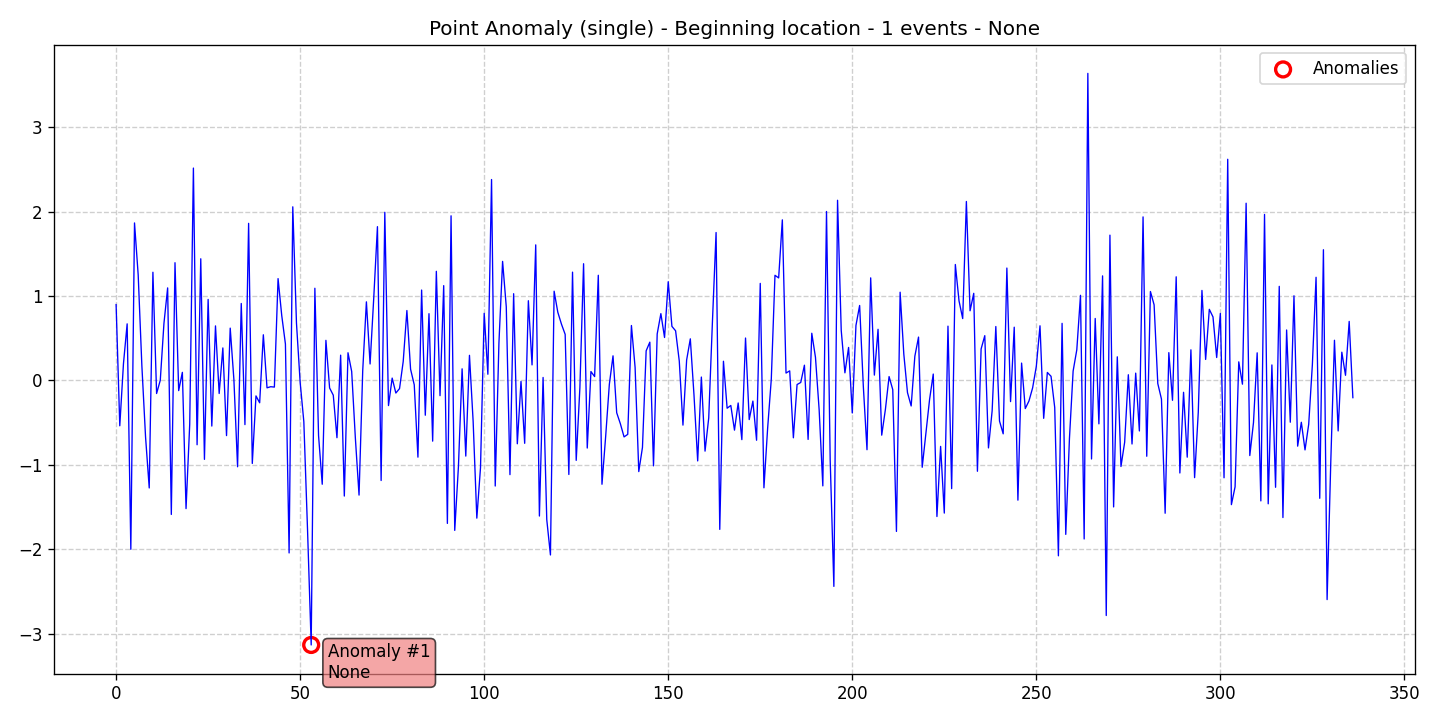 Point Anomaly (single) - Beginning location - 1 events - None
Anomalies
3
2
1
0
−1
−2
−3
Anomaly #1
None
0 50 100 150 200 250 300 350